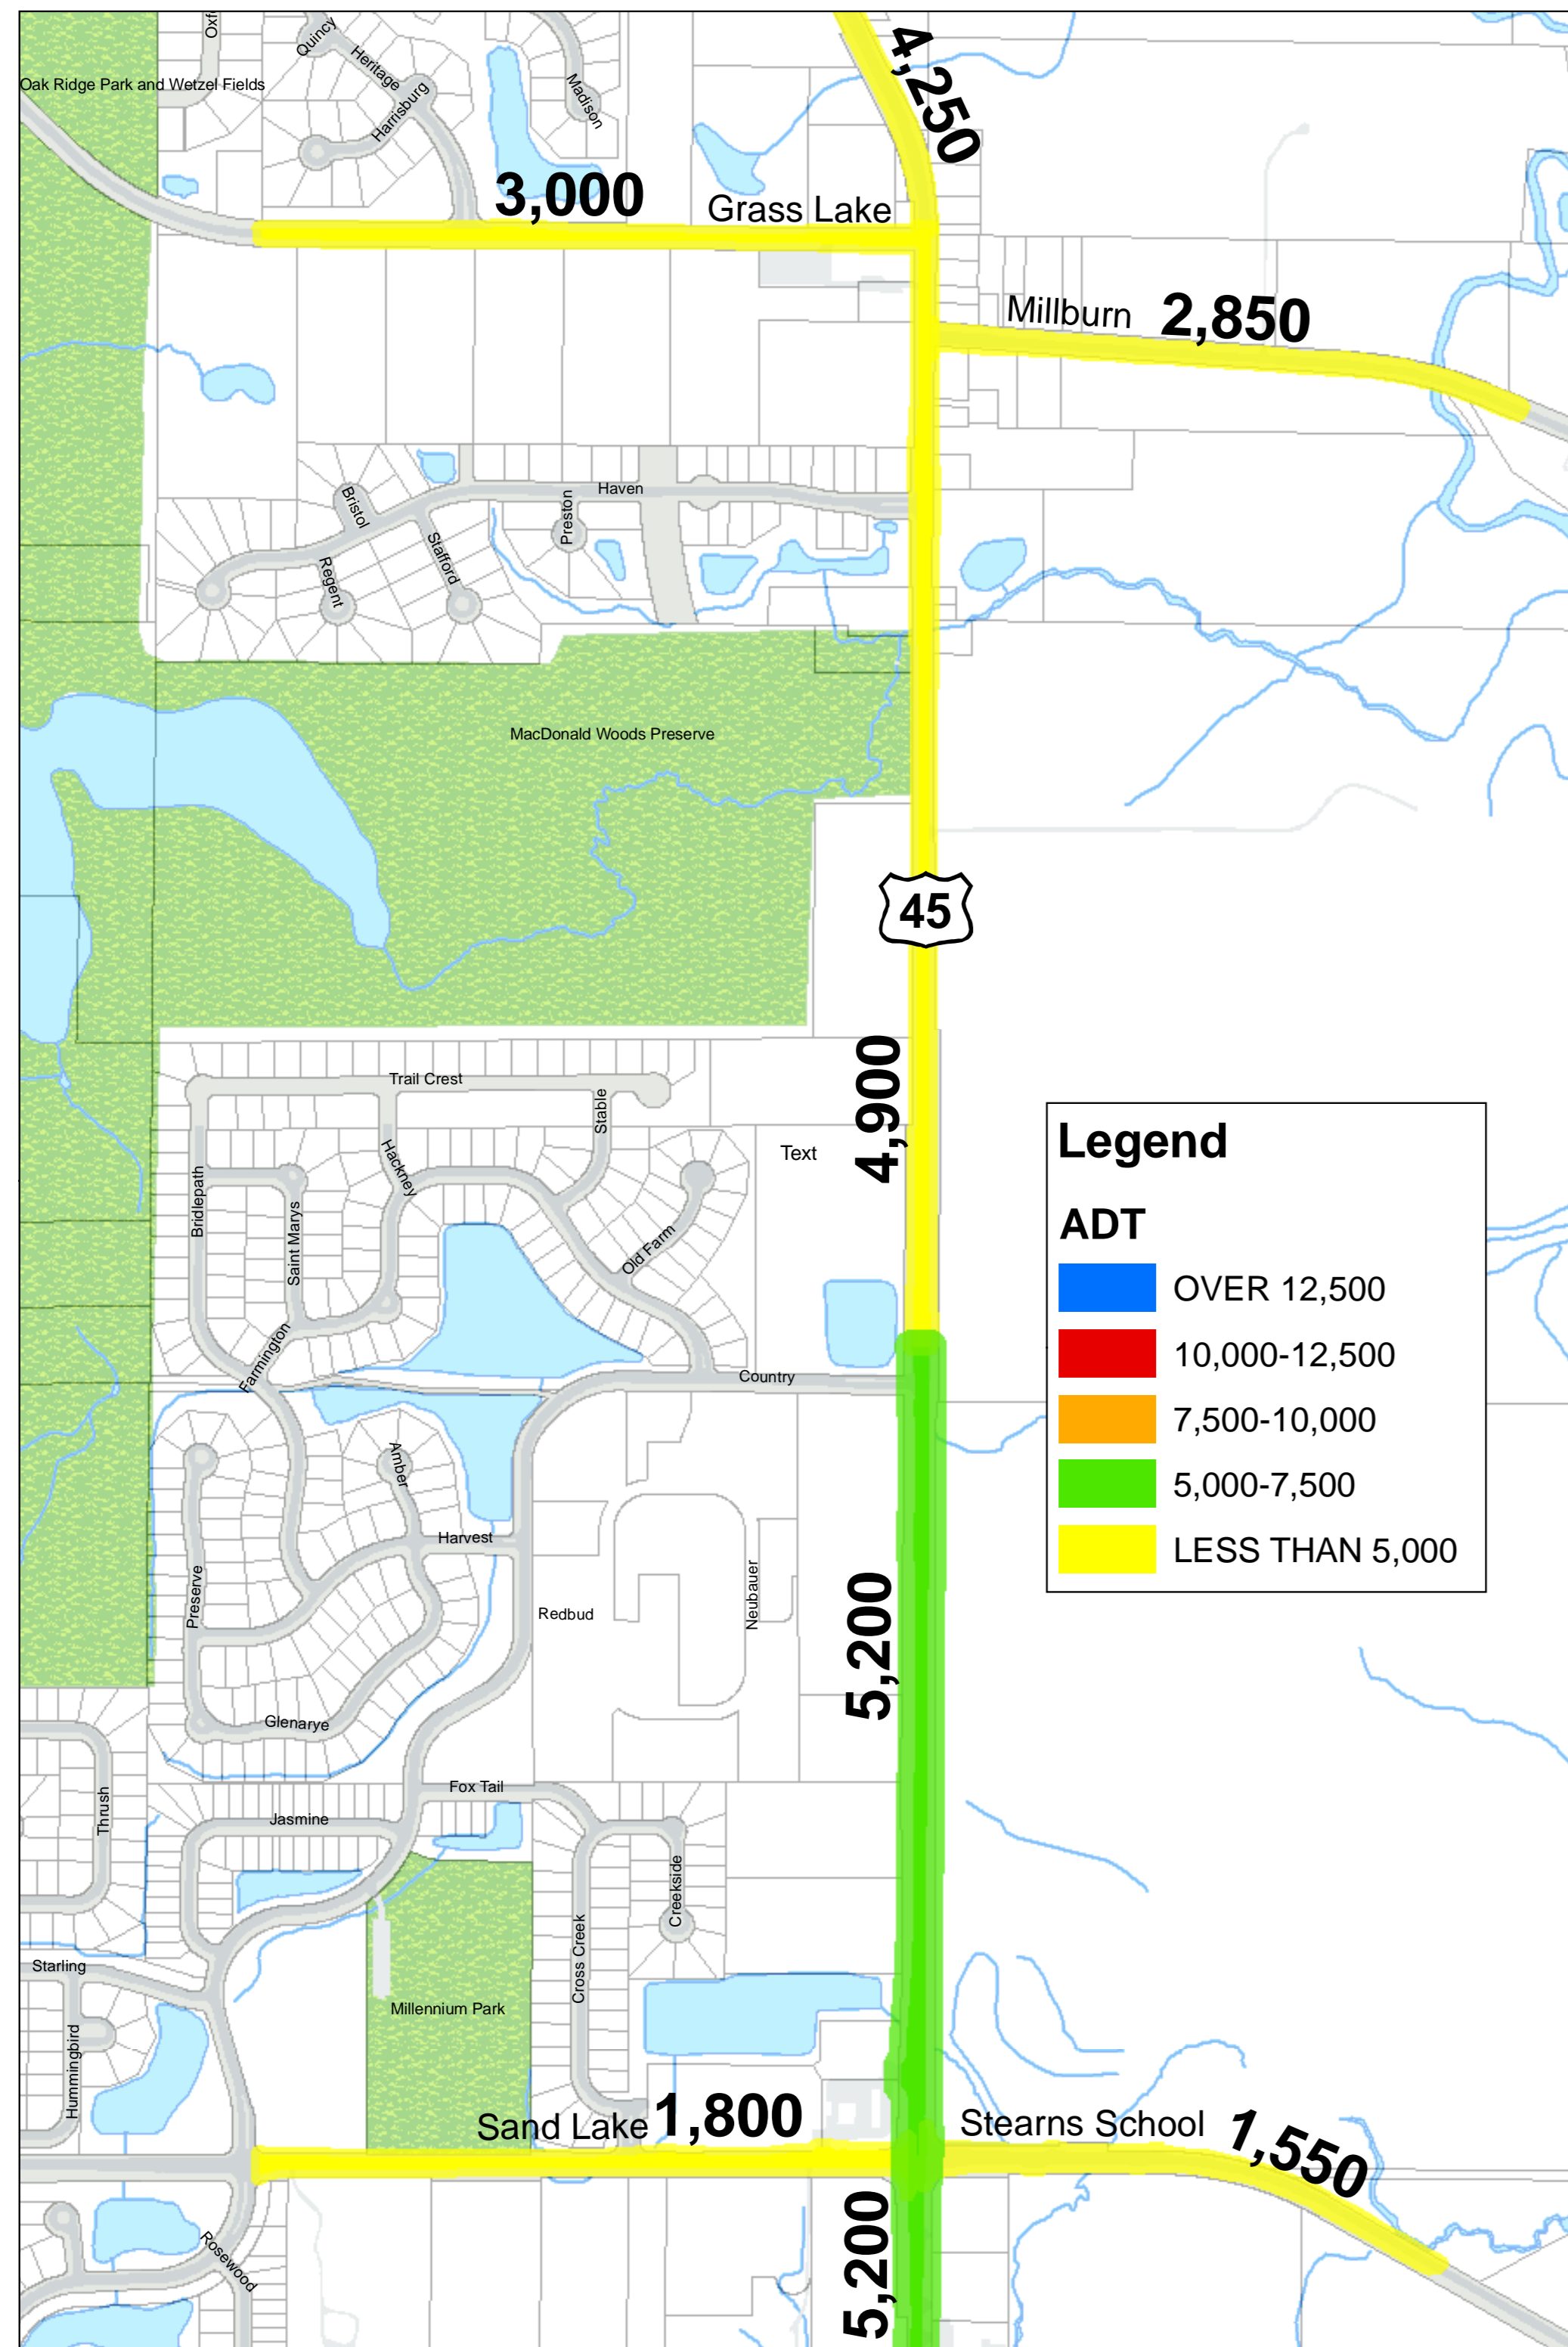 Oxf
Quincy
Heritage
Harrisburg
Madison
4,250
Oak Ridge Park and Wetzel Fields
3,000
Grass Lake
Millburn
2,850
Haven
Bristol
Preston
Stafford
Regent
MacDonald Woods Preserve
45
4,900
Trail Crest
Stable
Hackney
Text
Bridlepath
Saint Marys
Old Farm
Farmington
Country
Legend
ADT
OVER 12,500
10,000-12,500
7,500-10,000
5,000-7,500
LESS THAN 5,000
Amber
Harvest
Preserve
Neubauer
Redbud
5,200
Glenarye
Fox Tail
Thrush
Jasmine
Creekside
Cross Creek
Starling
Millennium Park
Hummingbird
Sand Lake
1,800
Stearns School
1,550
Rosewood
5,200